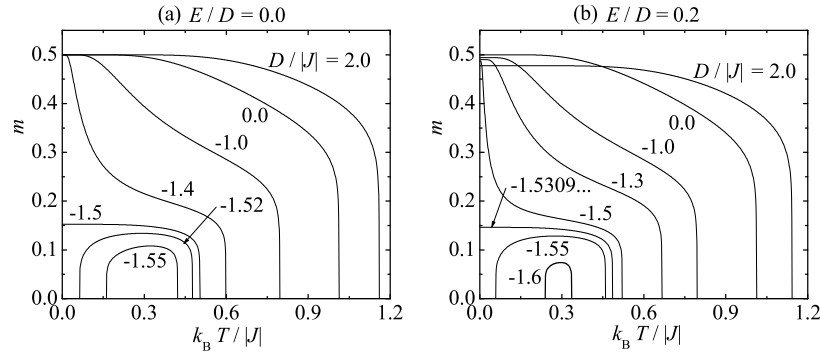 (a) E / D = 0.0
0.5
0.4
0.3
0.2
0.1
0.0
m
D / |J| = 2.0
0.0
-1.0
-1.4
-1.52
-1.5
-1.55
0.0 0.3 0.6 0.9 1.2
k_B T / |J|
(b) E / D = 0.2
0.5
0.4
0.3
0.2
0.1
0.0
m
D / |J| = 2.0
0.0
-1.0
-1.3
-1.5309...
-1.5
-1.55
-1.6
0.0 0.3 0.6 0.9 1.2
k_B T / |J|